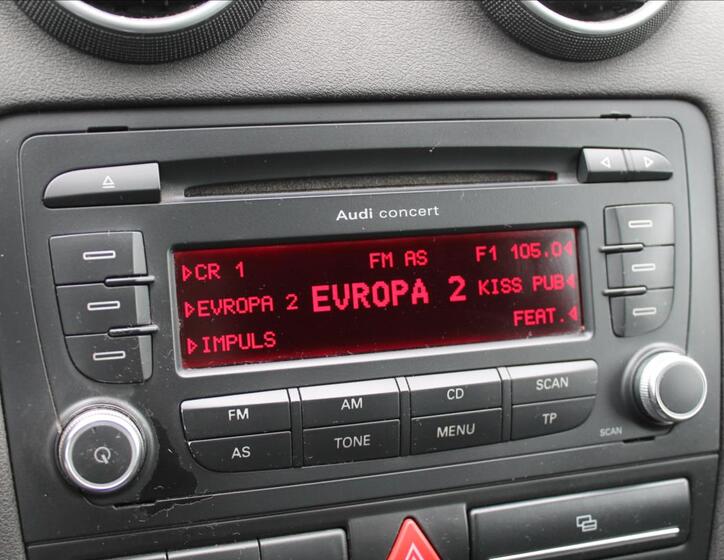 Audi concert
CR 1 FM AS F1 105.0
EVROPA 2 EVROPA 2 KISS PUB
IMPULS FEAT.
FM AM CD SCAN
AS TONE MENU TP
SCAN